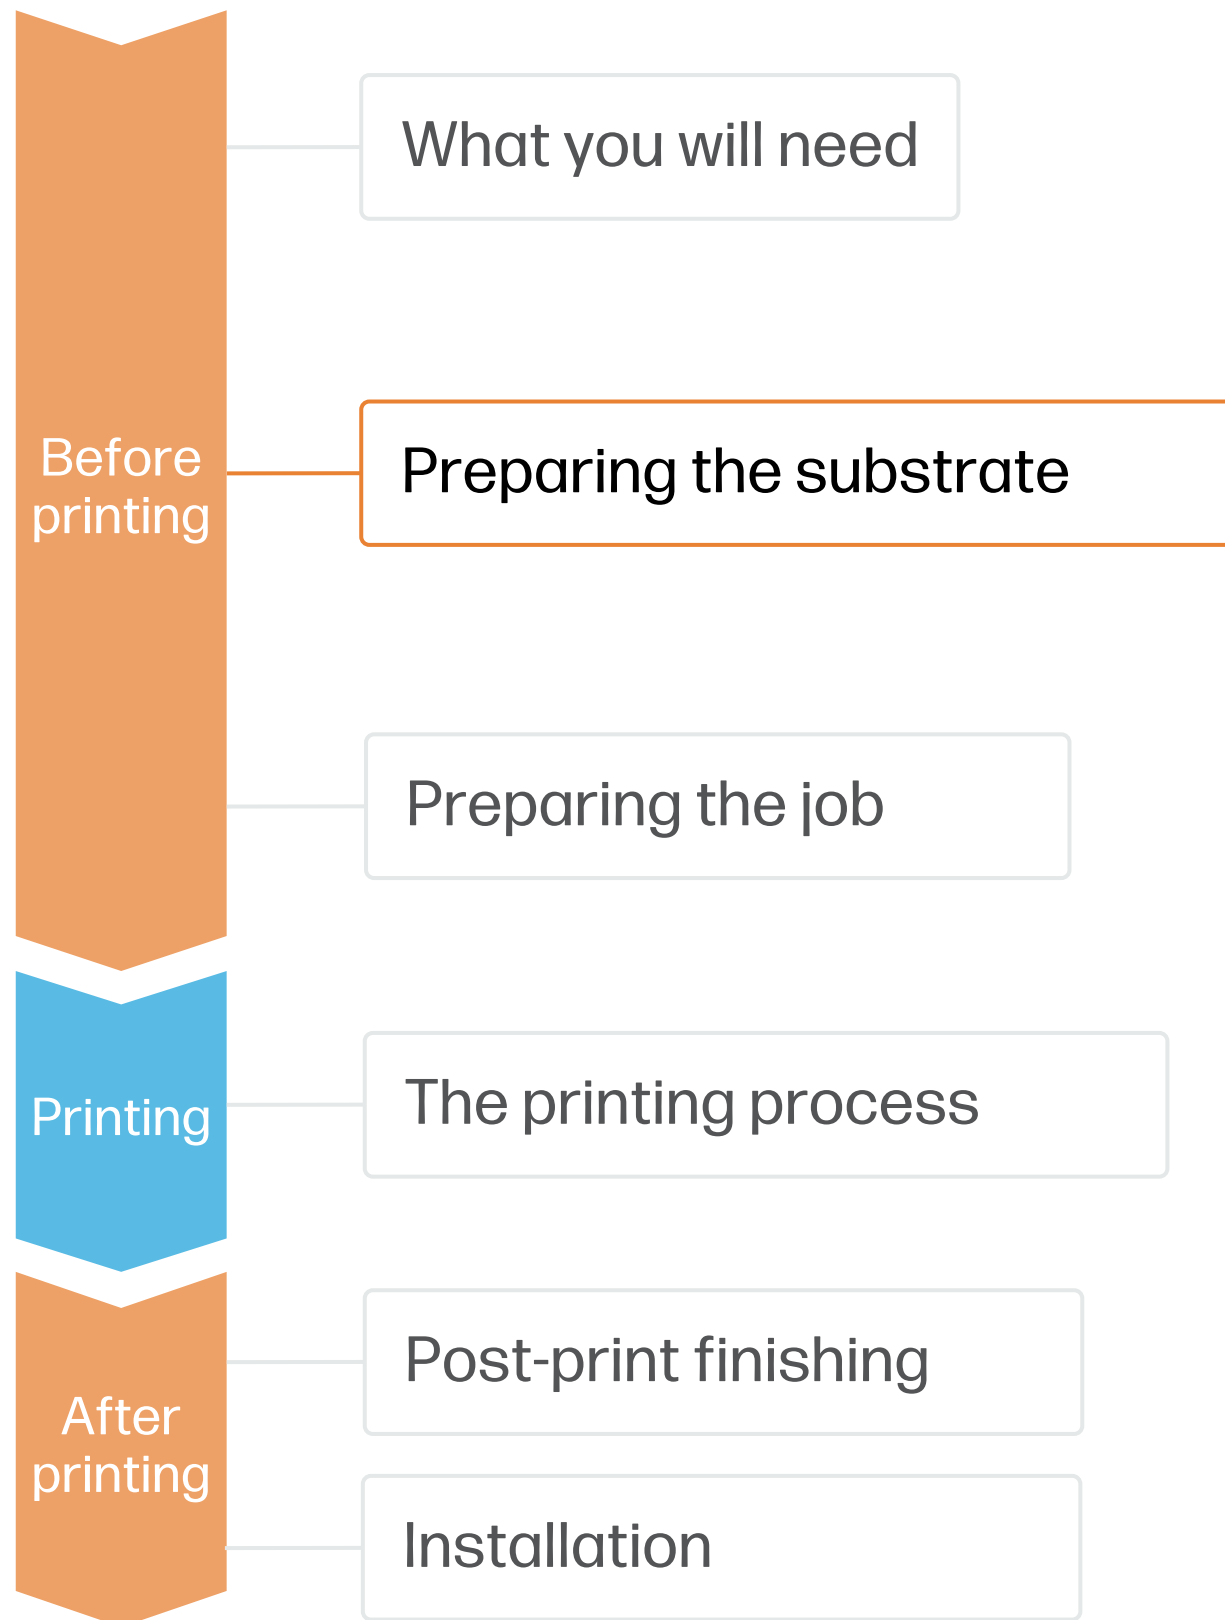 What you will need
Before
printing
Preparing the substrate
Preparing the job
Printing
The printing process
After
printing
Post-print finishing
Installation